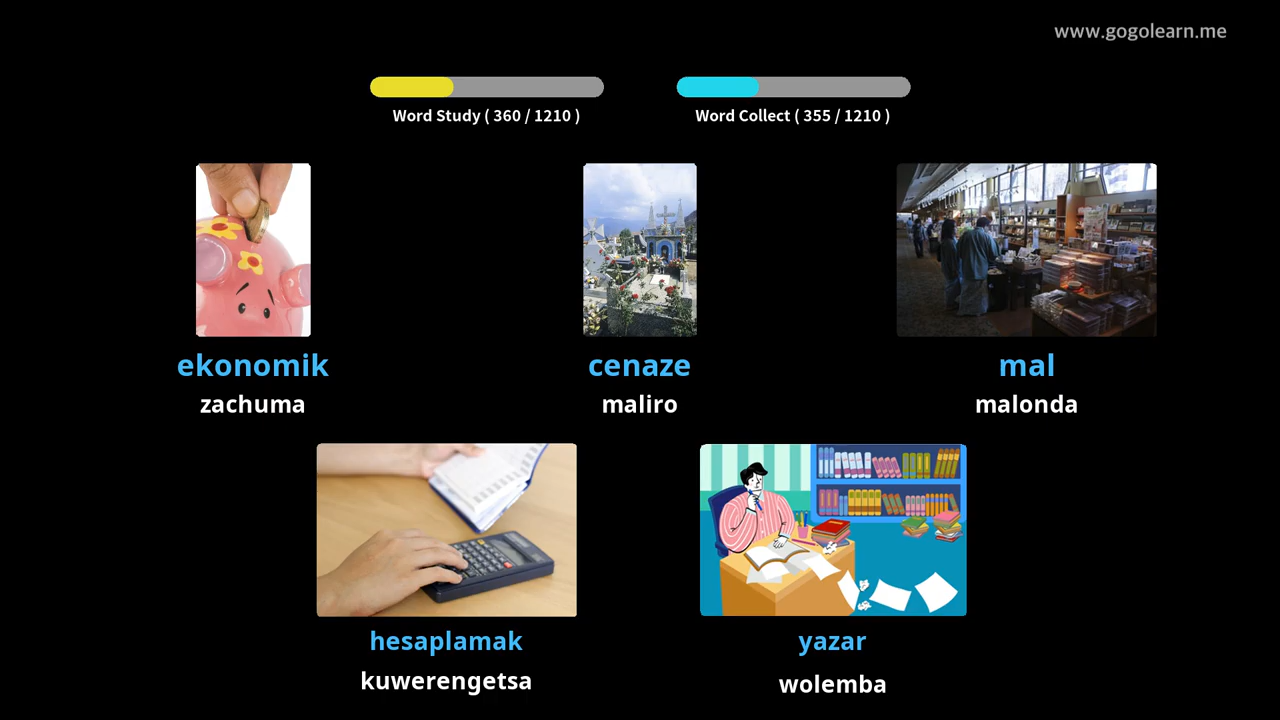 www.gogolearn.me
Word Study ( 360 / 1210 )
Word Collect ( 355 / 1210 )
ekonomik
zachuma
cenaze
maliro
mal
malonda
hesaplamak
kuwerengetsa
yazar
wolemba